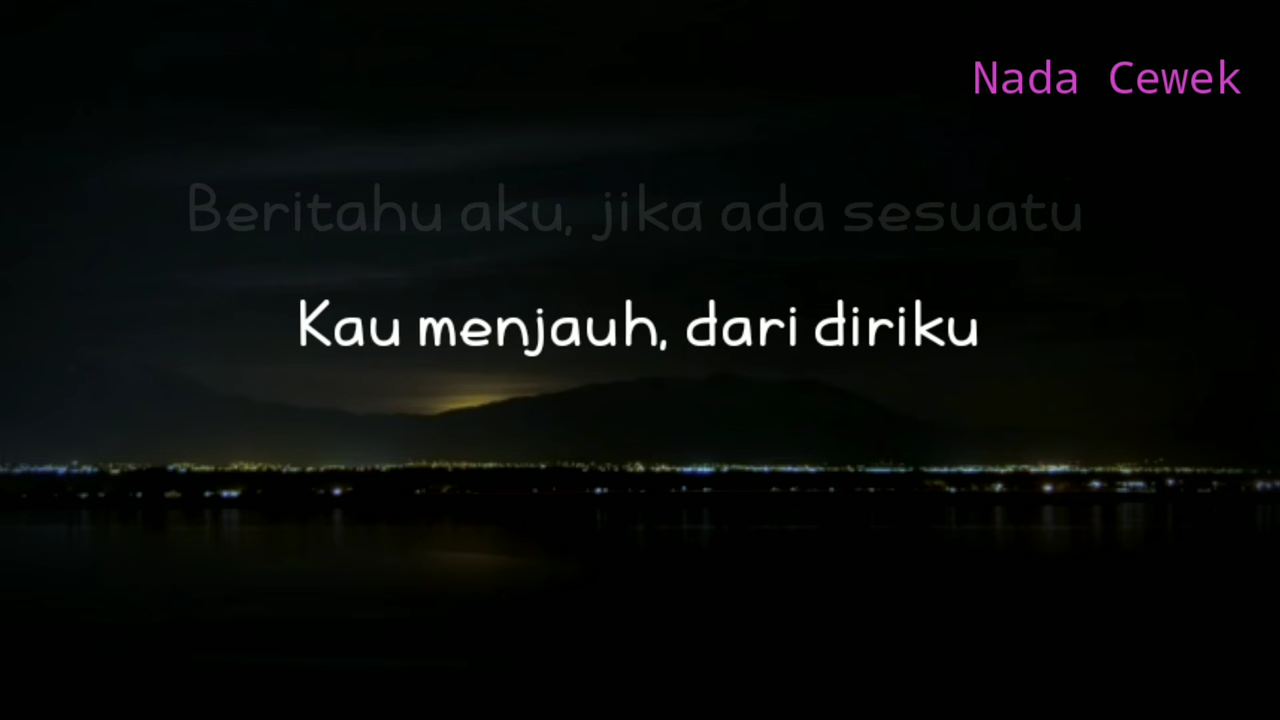 Nada Cewek
Beritahu aku, jika ada sesuatu
Kau menjauh, dari diriku